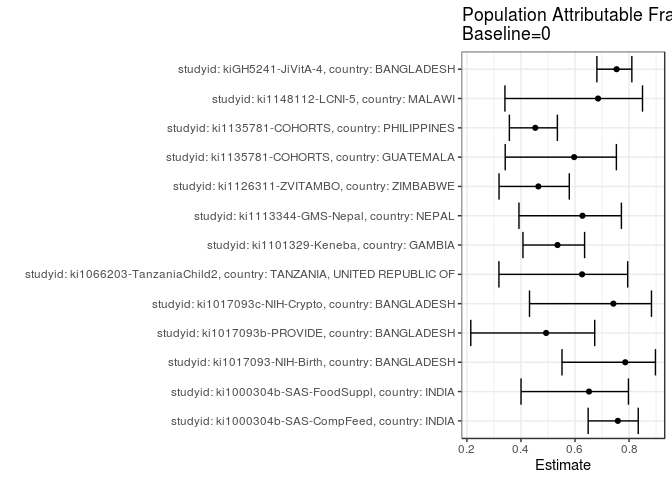 Population Attributable Fra
Baseline=0
studyid: kiGH5241-JiVitA-4, country: BANGLADESH
studyid: ki1148112-LCNI-5, country: MALAWI
studyid: ki1135781-COHORTS, country: PHILIPPINES
studyid: ki1135781-COHORTS, country: GUATEMALA
studyid: ki1126311-ZVITAMBO, country: ZIMBABWE
studyid: ki1113344-GMS-Nepal, country: NEPAL
studyid: ki1101329-Keneba, country: GAMBIA
studyid: ki1066203-TanzaniaChild2, country: TANZANIA, UNITED REPUBLIC OF
studyid: ki1017093c-NIH-Crypto, country: BANGLADESH
studyid: ki1017093b-PROVIDE, country: BANGLADESH
studyid: ki1017093-NIH-Birth, country: BANGLADESH
studyid: ki1000304b-SAS-FoodSuppl, country: INDIA
studyid: ki1000304b-SAS-CompFeed, country: INDIA
0.2 0.4 0.6 0.8
Estimate